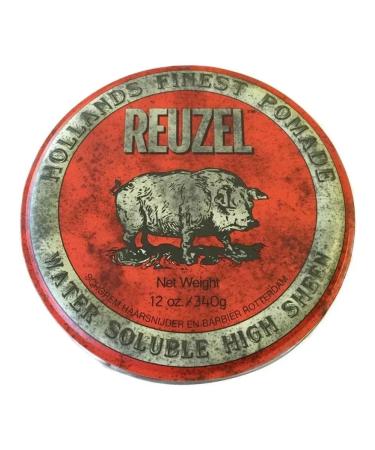 HOLLANDS FINEST POMADE
REUZEL
Net Weight
12 oz./340g
SCHOREM HAARSNIJDER EN BARBIER ROTTERDAM
WATER SOLUBLE HIGH SHEEN